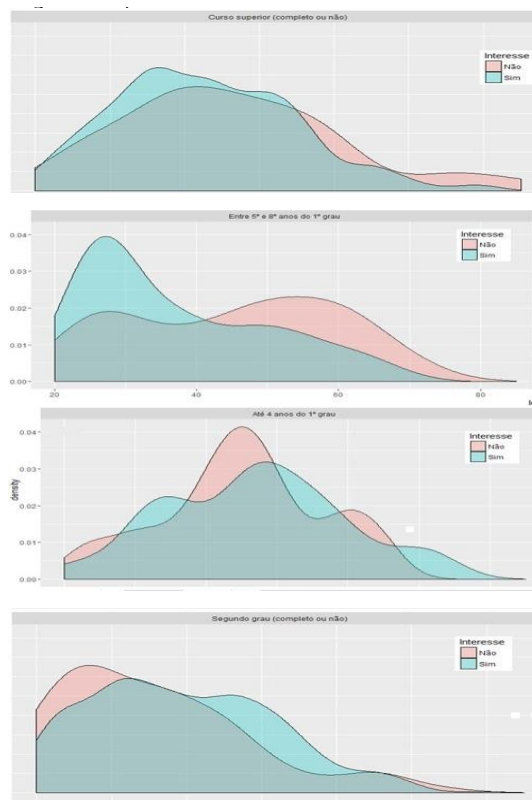 Curso superior (completo ou não)
Interesse
Não
Sim
Entre 5ª e 8ª anos do 1º grau
Interesse
Não
Sim
0.04
0.03
0.02
0.01
0.00
20
40
60
80
Até 4 anos do 1º grau
Interesse
Não
Sim
density
0.04
0.03
0.02
0.01
0.00
Segundo grau (completo ou não)
Interesse
Não
Sim